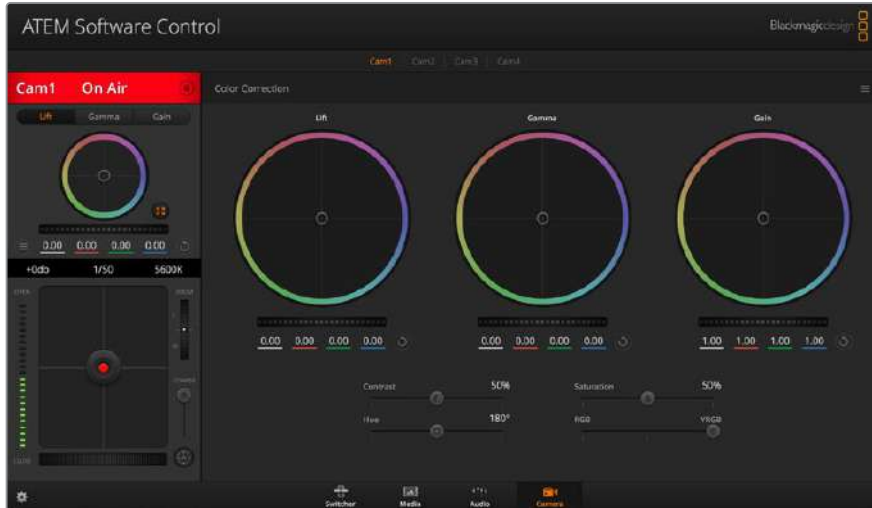 ATEM Software Control
Blackmagicdesign
Cam1 Cam2 Cam3 Cam4
Cam1 On Air
Color Correction
Lift Gamma Gain
Lift Gamma Gain
0.00 0.00 0.00 0.00
+0db 1/50 5600K
0.00 0.00 0.00 0.00
0.00 0.00 0.00 0.00
1.00 1.00 1.00 1.00
Contrast 50%
Saturation 50%
Hue 180°
RGB YRGB
Switcher Media Audio Camera